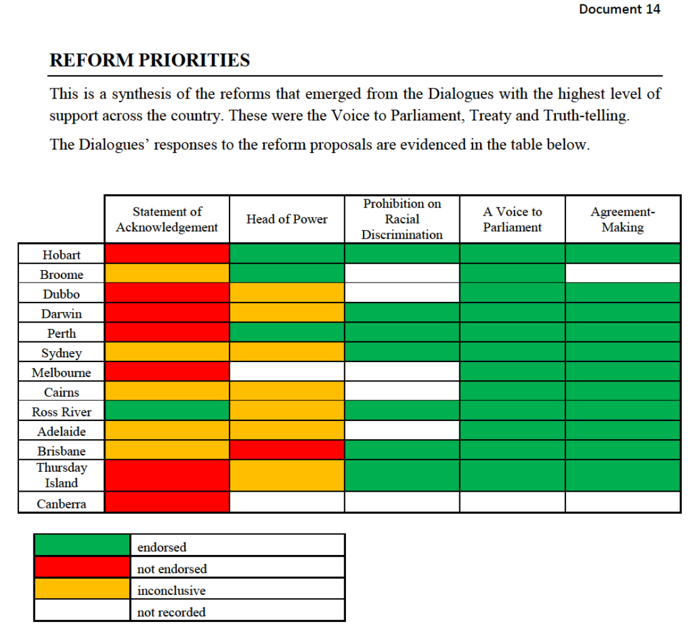 Document 14
REFORM PRIORITIES
This is a synthesis of the reforms that emerged from the Dialogues with the highest level of
support across the country. These were the Voice to Parliament, Treaty and Truth-telling.
The Dialogues' responses to the reform proposals are evidenced in the table below.
Statement of
Acknowledgement
Head of Power
Prohibition on
Racial
Discrimination
A Voice to
Parliament
Agreement-
Making
Hobart
Broome
Dubbo
Darwin
Perth
Sydney
Melbourne
Cairns
Ross River
Adelaide
Brisbane
Thursday
Island
Canberra
endorsed
not endorsed
inconclusive
not recorded